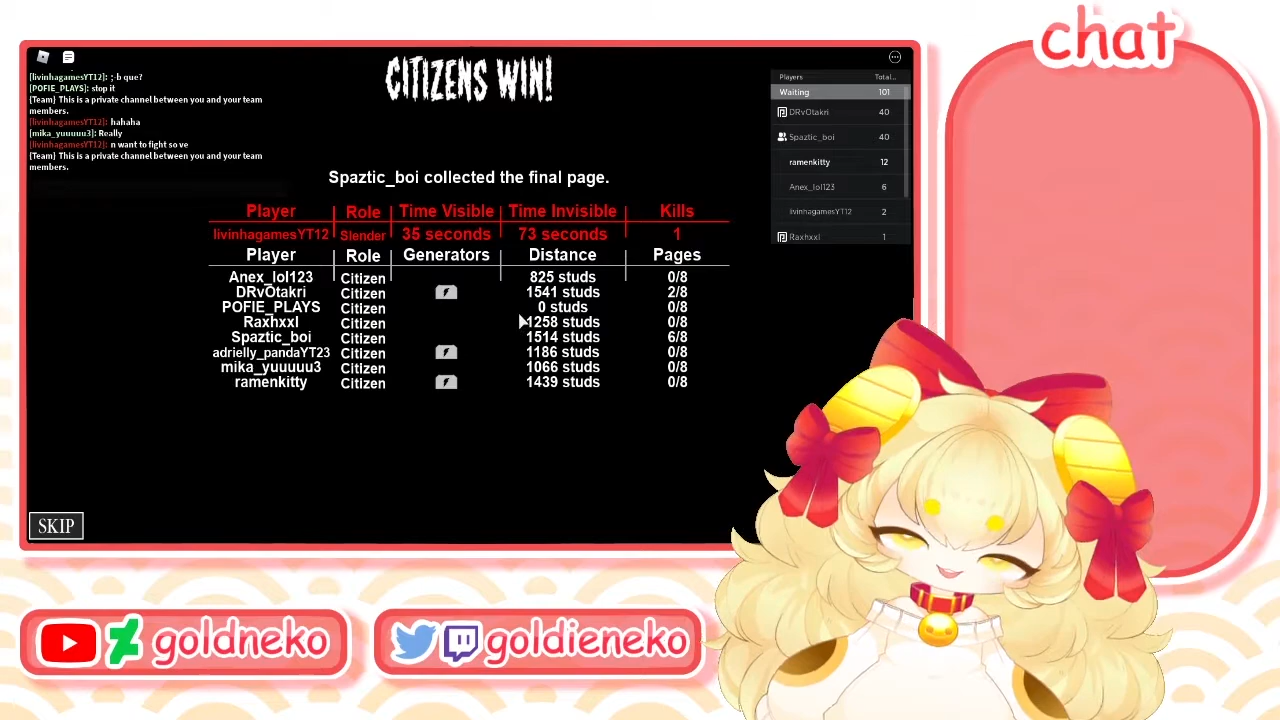 chat
[livinhagamesYT12]: ;-b que?
[POFIE_PLAYS]: stop it
{Team} This is a private channel between you and your team
members.
[livinhagamesYT12]: hahaha
[mika_yuuuuu3]: Really
[livinhagamesYT12]: n want to fight so ve
{Team} This is a private channel between you and your team
members.
CITIZENS WIN!
Players Total...
Waiting 101
DRvOtakri 40
Spaztic_boi 40
ramenkitty 12
Anex_lol123 6
livinhagamesYT12 2
Raxhxxl 1
Spaztic_boi collected the final page.
Player Role Time Visible Time Invisible Kills
livinhagamesYT12 Slender 35 seconds 73 seconds 1
Player Role Generators Distance Pages
Anex_lol123 Citizen 825 studs 0/8
DRvOtakri Citizen 1541 studs 2/8
POFIE_PLAYS Citizen 0 studs 0/8
Raxhxxl Citizen 1258 studs 0/8
Spaztic_boi Citizen 1514 studs 6/8
adrielly_pandaYT23 Citizen 1186 studs 0/8
mika_yuuuuu3 Citizen 1066 studs 0/8
ramenkitty Citizen 1439 studs 0/8
SKIP
goldneko
goldieneko